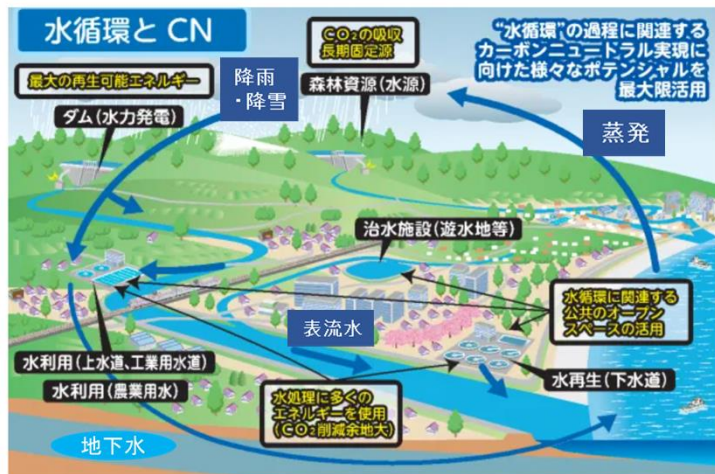 水循環と CN
CO₂の吸収
長期固定源
森林資源(水源)
“水循環”の過程に関連する
カーボンニュートラル実現に
向けた様々なポテンシャルを
最大限活用
最大の再生可能エネルギー
ダム(水力発電)
降雨
・降雪
蒸発
治水施設(遊水地等)
水循環に関連する
公共のオープン
スペースの活用
表流水
水利用(上水道、工業用水道)
水利用(農業用水)
水処理に多くの
エネルギーを使用
(CO₂削減余地大)
水再生(下水道)
地下水